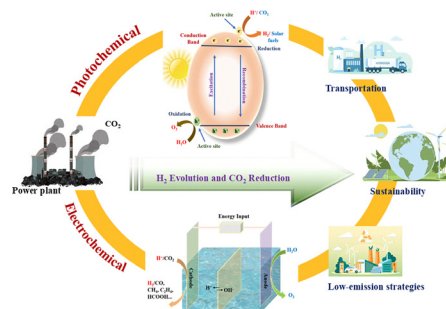 Photochemical
Active site
H⁺/ CO₂
Conduction
Band
H₂/ Solar
fuels
Reduction
Excitation
Recombination
Oxidation
O₂
H₂O
Valence Band
Active site
CO₂
Power plant
H₂ Evolution and CO₂ Reduction
H₂
Transportation
Sustainability
Low-emission strategies
Electrochemical
Energy Input
H⁺/CO₂
H₂/CO,
CH₄, C₂H₄,
HCOOH...
Cathode
H⁺
OH⁻
Anode
H₂O
O₂